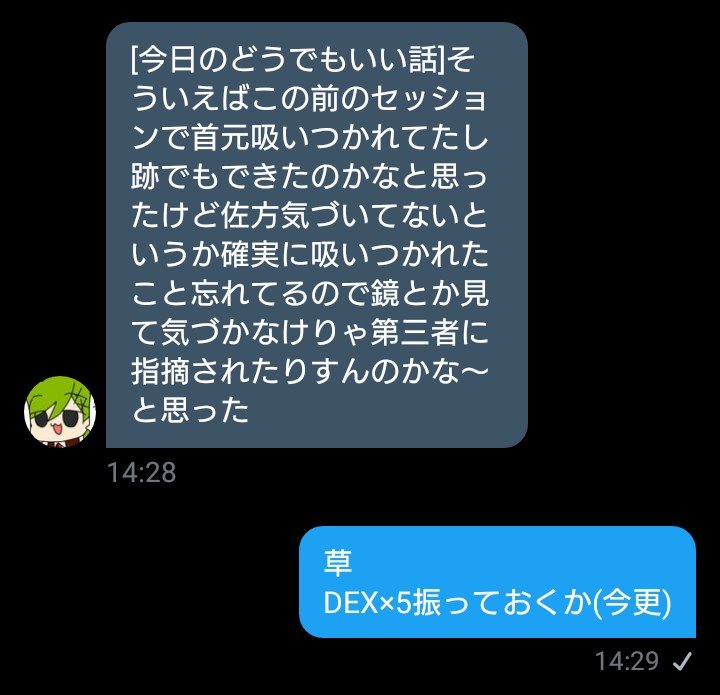 [今日のどうでもいい話]そ
ういえばこの前のセッショ
ンで首元吸いつかれてたし
跡でもできたのかなと思っ
たけど佐方気づいてないと
いうか確実に吸いつかれた
こと忘れてるので鏡とか見
て気づかなけりゃ第三者に
指摘されたりすんのかな〜
と思った
14:28
草
DEX×5振っておくか(今更)
14:29 ✓